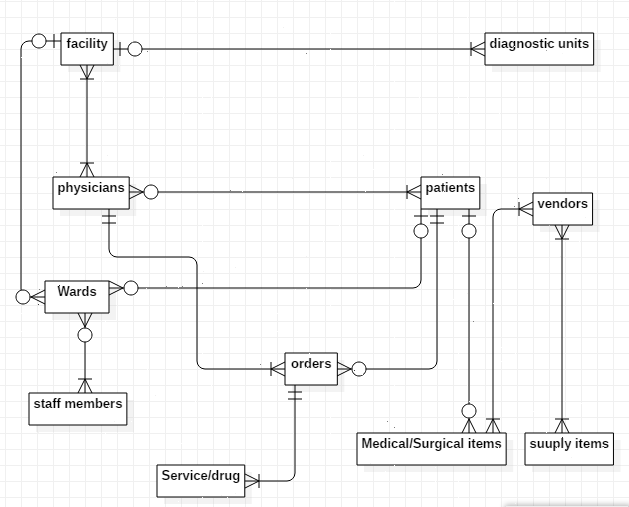 facility
diagnostic units
physicians
patients
vendors
Wards
orders
staff members
Medical/Surgical items
suuply items
Service/drug